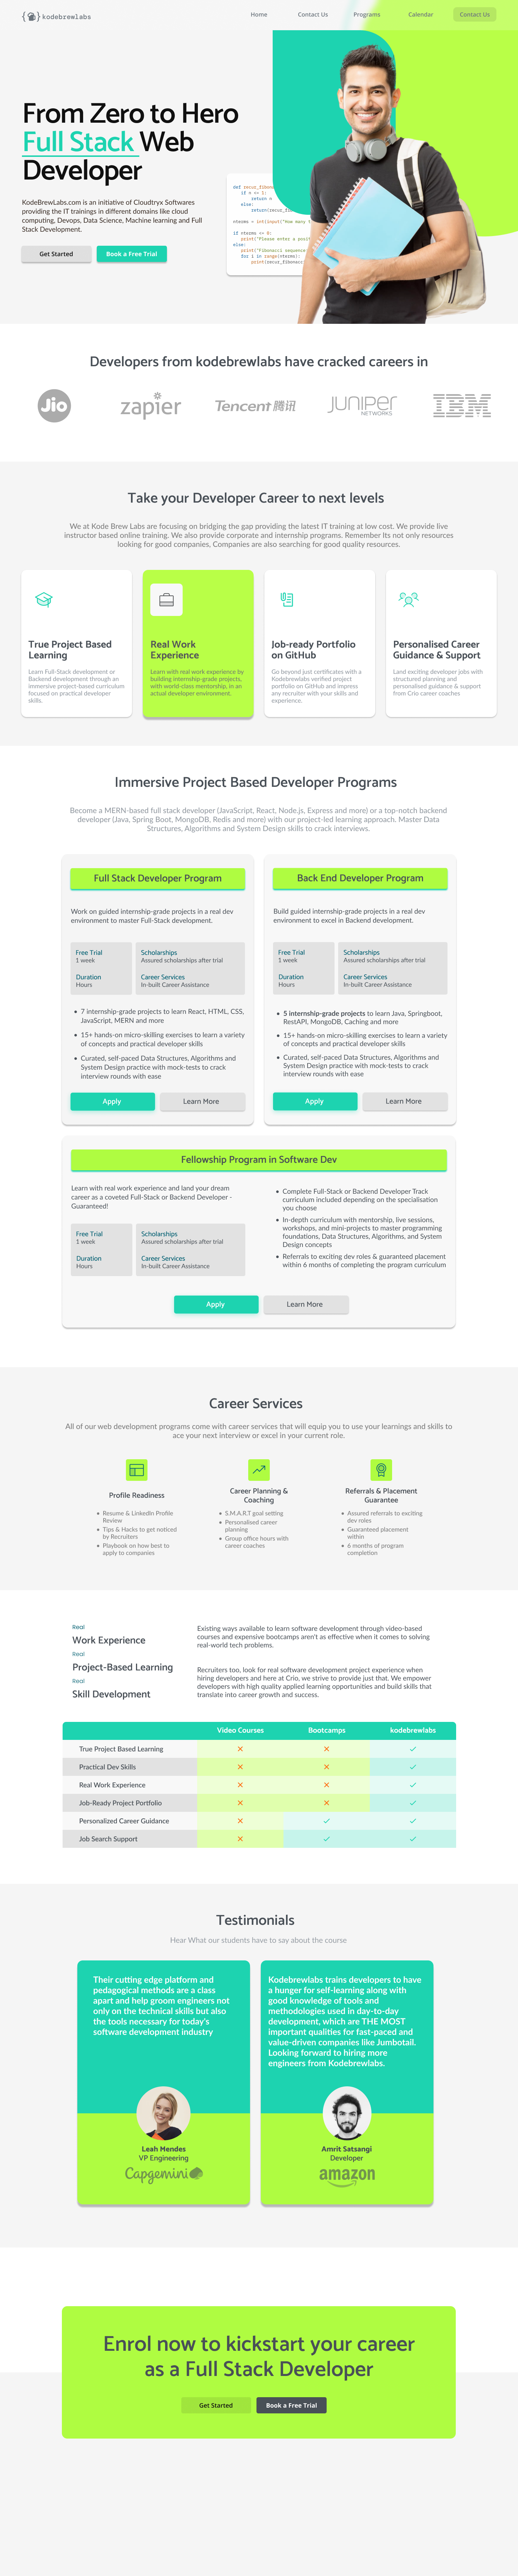 { } kodebrewlabs
Home
Contact Us
Programs
Calendar
Contact Us
From Zero to Hero
Full Stack Web
Developer
KodeBrewLabs.com is an initiative of Cloudtryx Softwares
providing the IT trainings in different domains like cloud
computing, Devops, Data Science, Machine learning and Full
Stack Development.
Get Started
Book a Free Trial
def recur_fibona
if n <= 1:
return n
else:
return(recur_fi
nterms = int(input("How many
if nterms <= 0:
print("Please enter a posit
else:
print("Fibonacci sequence
for i in range(nterms):
print(recur_fibonacc
Developers from kodebrewlabs have cracked careers in
Jio
zapier
Tencent 腾讯
JUNIPER
NETWORKS
IBM
Take your Developer Career to next levels
We at Kode Brew Labs are focusing on bridging the gap providing the latest IT training at low cost. We provide live
instructor based online training. We also provide corporate and internship programs. Remember Its not only resources
looking for good companies, Companies are also searching for good quality resources.
True Project Based
Learning
Learn Full-Stack development or
Backend development through an
immersive project-based curriculum
focused on practical developer
skills.
Real Work
Experience
Learn with real work experience by
building internship-grade projects,
with world-class mentorship, in an
actual developer environment.
Job-ready Portfolio
on GitHub
Go beyond just certificates with a
Kodebrewlabs verified project
portfolio on GitHub and impress
any recruiter with your skills and
experience.
Personalised Career
Guidance & Support
Land exciting developer jobs with
structured planning and
personalised guidance & support
from Crio career coaches
Immersive Project Based Developer Programs
Become a MERN-based full stack developer (JavaScript, React, Node.js, Express and more) or a top-notch backend
developer (Java, Spring Boot, MongoDB, Redis and more) with our project-led learning approach. Master Data
Structures, Algorithms and System Design skills to crack interviews.
Full Stack Developer Program
Work on guided internship-grade projects in a real dev
environment to master Full-Stack development.
Free Trial
1 week
Duration
Hours
Scholarships
Assured scholarships after trial
Career Services
In-built Career Assistance
• 7 internship-grade projects to learn React, HTML, CSS,
JavaScript, MERN and more
• 15+ hands-on micro-skilling exercises to learn a variety
of concepts and practical developer skills
• Curated, self-paced Data Structures, Algorithms and
System Design practice with mock-tests to crack
interview rounds with ease
Apply
Learn More
Back End Developer Program
Build guided internship-grade projects in a real dev
environment to excel in Backend development.
Free Trial
1 week
Duration
Hours
Scholarships
Assured scholarships after trial
Career Services
In-built Career Assistance
• 5 internship-grade projects to learn Java, Springboot,
RestAPI, MongoDB, Caching and more
• 15+ hands-on micro-skilling exercises to learn a variety
of concepts and practical developer skills
• Curated, self-paced Data Structures, Algorithms and
System Design practice with mock-tests to crack
interview rounds with ease
Apply
Learn More
Fellowship Program in Software Dev
Learn with real work experience and land your dream
career as a coveted Full-Stack or Backend Developer -
Guaranteed!
Free Trial
1 week
Duration
Hours
Scholarships
Assured scholarships after trial
Career Services
In-built Career Assistance
• Complete Full-Stack or Backend Developer Track
curriculum included depending on the specialisation
you choose
• In-depth curriculum with mentorship, live sessions,
workshops, and mini-projects to master programming
foundations, Data Structures, Algorithms, and System
Design concepts
• Referrals to exciting dev roles & guaranteed placement
within 6 months of completing the program curriculum
Apply
Learn More
Career Services
All of our web development programs come with career services that will equip you to use your learnings and skills to
ace your next interview or excel in your current role.
Profile Readiness
• Resume & LinkedIn Profile
Review
• Tips & Hacks to get noticed
by Recruiters
• Playbook on how best to
apply to companies
Career Planning &
Coaching
• S.M.A.R.T goal setting
• Personalised career
planning
• Group office hours with
career coaches
Referrals & Placement
Guarantee
• Assured referrals to exciting
dev roles
• Guaranteed placement
within
• 6 months of program
completion
Real
Work Experience
Real
Project-Based Learning
Real
Skill Development
Existing ways available to learn software development through video-based
courses and expensive bootcamps aren't as effective when it comes to solving
real-world tech problems.
Recruiters too, look for real software development project experience when
hiring developers and here at Crio, we strive to provide just that. We empower
developers with high quality applied learning opportunities and build skills that
translate into career growth and success.
Video Courses
Bootcamps
kodebrewlabs
True Project Based Learning
Practical Dev Skills
Real Work Experience
Job-Ready Project Portfolio
Personalized Career Guidance
Job Search Support
Testimonials
Hear What our students have to say about the course
Their cutting edge platform and
pedagogical methods are a class
apart and help groom engineers not
only on the technical skills but also
the tools necessary for today's
software development industry
Leah Mendes
VP Engineering
Capgemini
Kodebrewlabs trains developers to have
a hunger for self-learning along with
good knowledge of tools and
methodologies used in day-to-day
development, which are THE MOST
important qualities for fast-paced and
value-driven companies like Jumbotail.
Looking forward to hiring more
engineers from Kodebrewlabs.
Amrit Satsangi
Developer
amazon
Enrol now to kickstart your career
as a Full Stack Developer
Get Started
Book a Free Trial